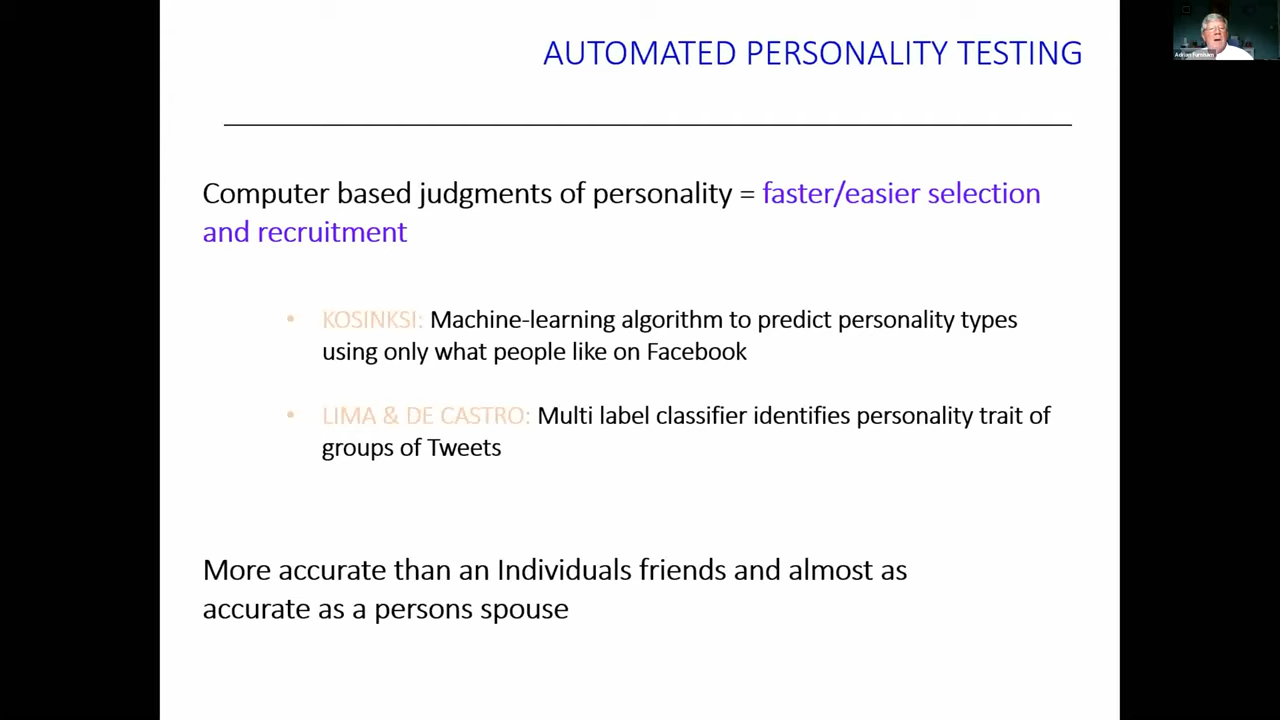 AUTOMATED PERSONALITY TESTING
Adrian Furnham
Computer based judgments of personality = faster/easier selection
and recruitment
• KOSINKSI: Machine-learning algorithm to predict personality types
using only what people like on Facebook
• LIMA & DE CASTRO: Multi label classifier identifies personality trait of
groups of Tweets
More accurate than an Individuals friends and almost as
accurate as a persons spouse